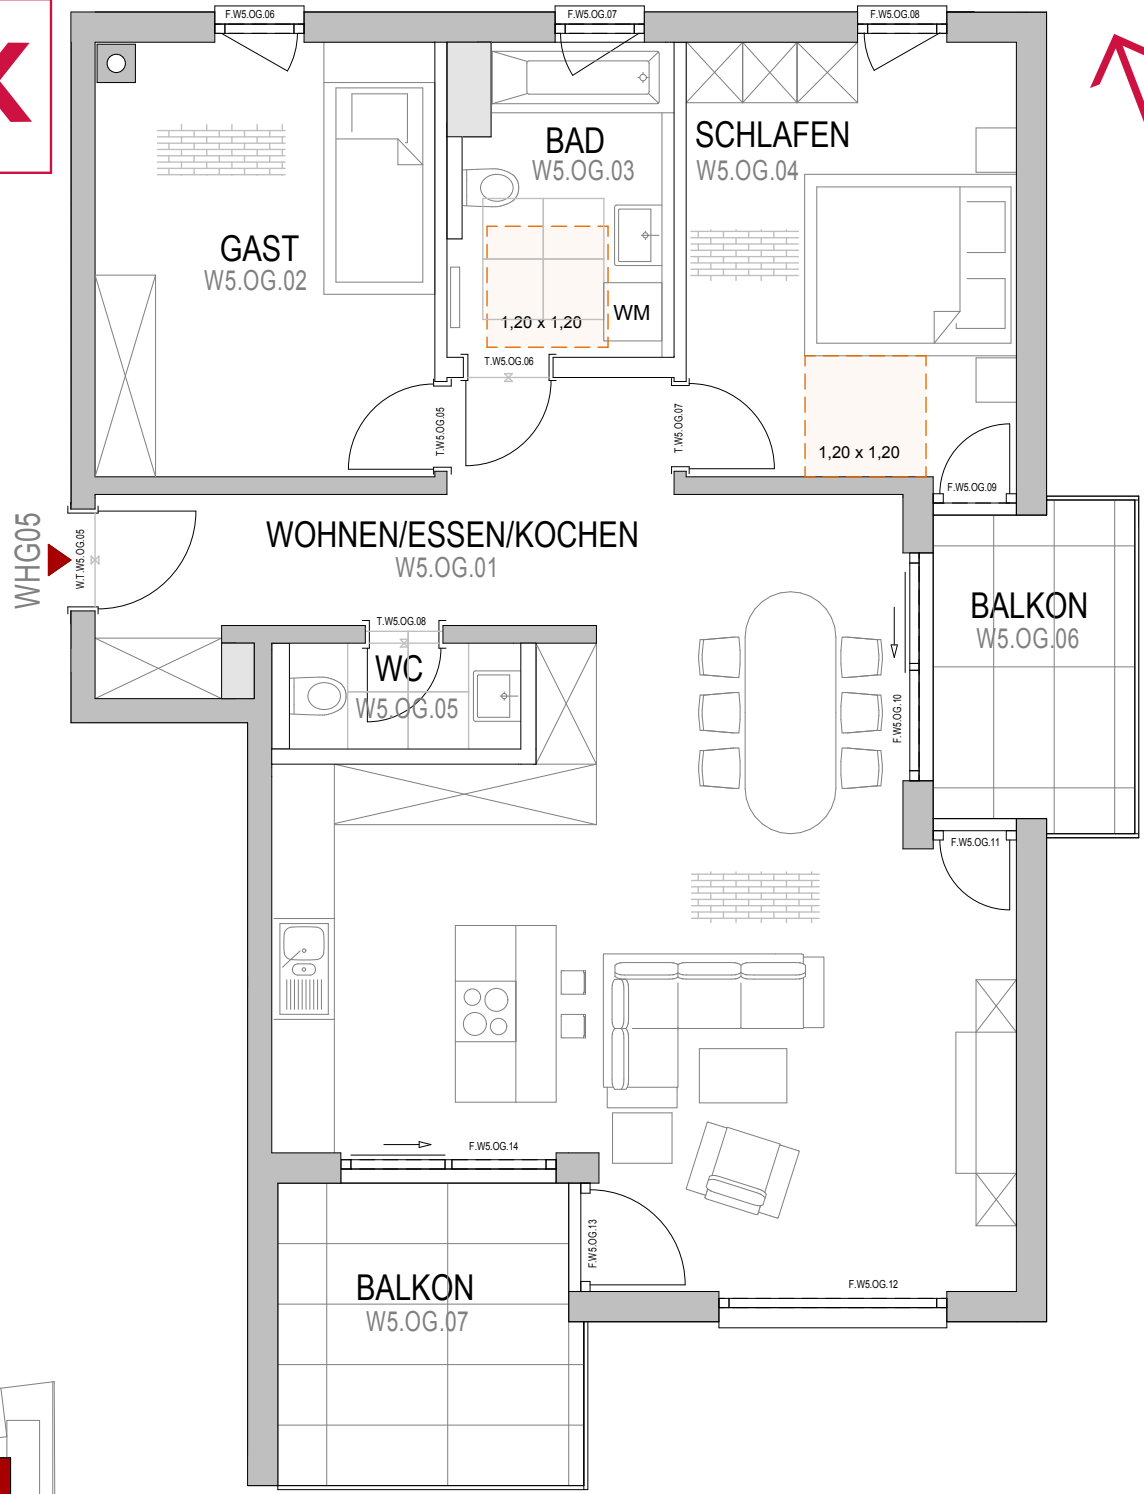 F.W5.OG.06
F.W5.OG.07
F.W5.OG.08
K
BAD
W5.OG.03
SCHLAFEN
W5.OG.04
GAST
W5.OG.02
WM
1,20 x 1,20
T.W5.OG.06
T.W5.OG.05
T.W5.OG.07
1,20 x 1,20
F.W5.OG.09
WHG05
W.T.W5.OG.05
WOHNEN/ESSEN/KOCHEN
W5.OG.01
BALKON
W5.OG.06
T.W5.OG.08
WC
W5.OG.05
F.W5.OG.10
F.W5.OG.11
F.W5.OG.14
F.W5.OG.13
BALKON
W5.OG.07
F.W5.OG.12